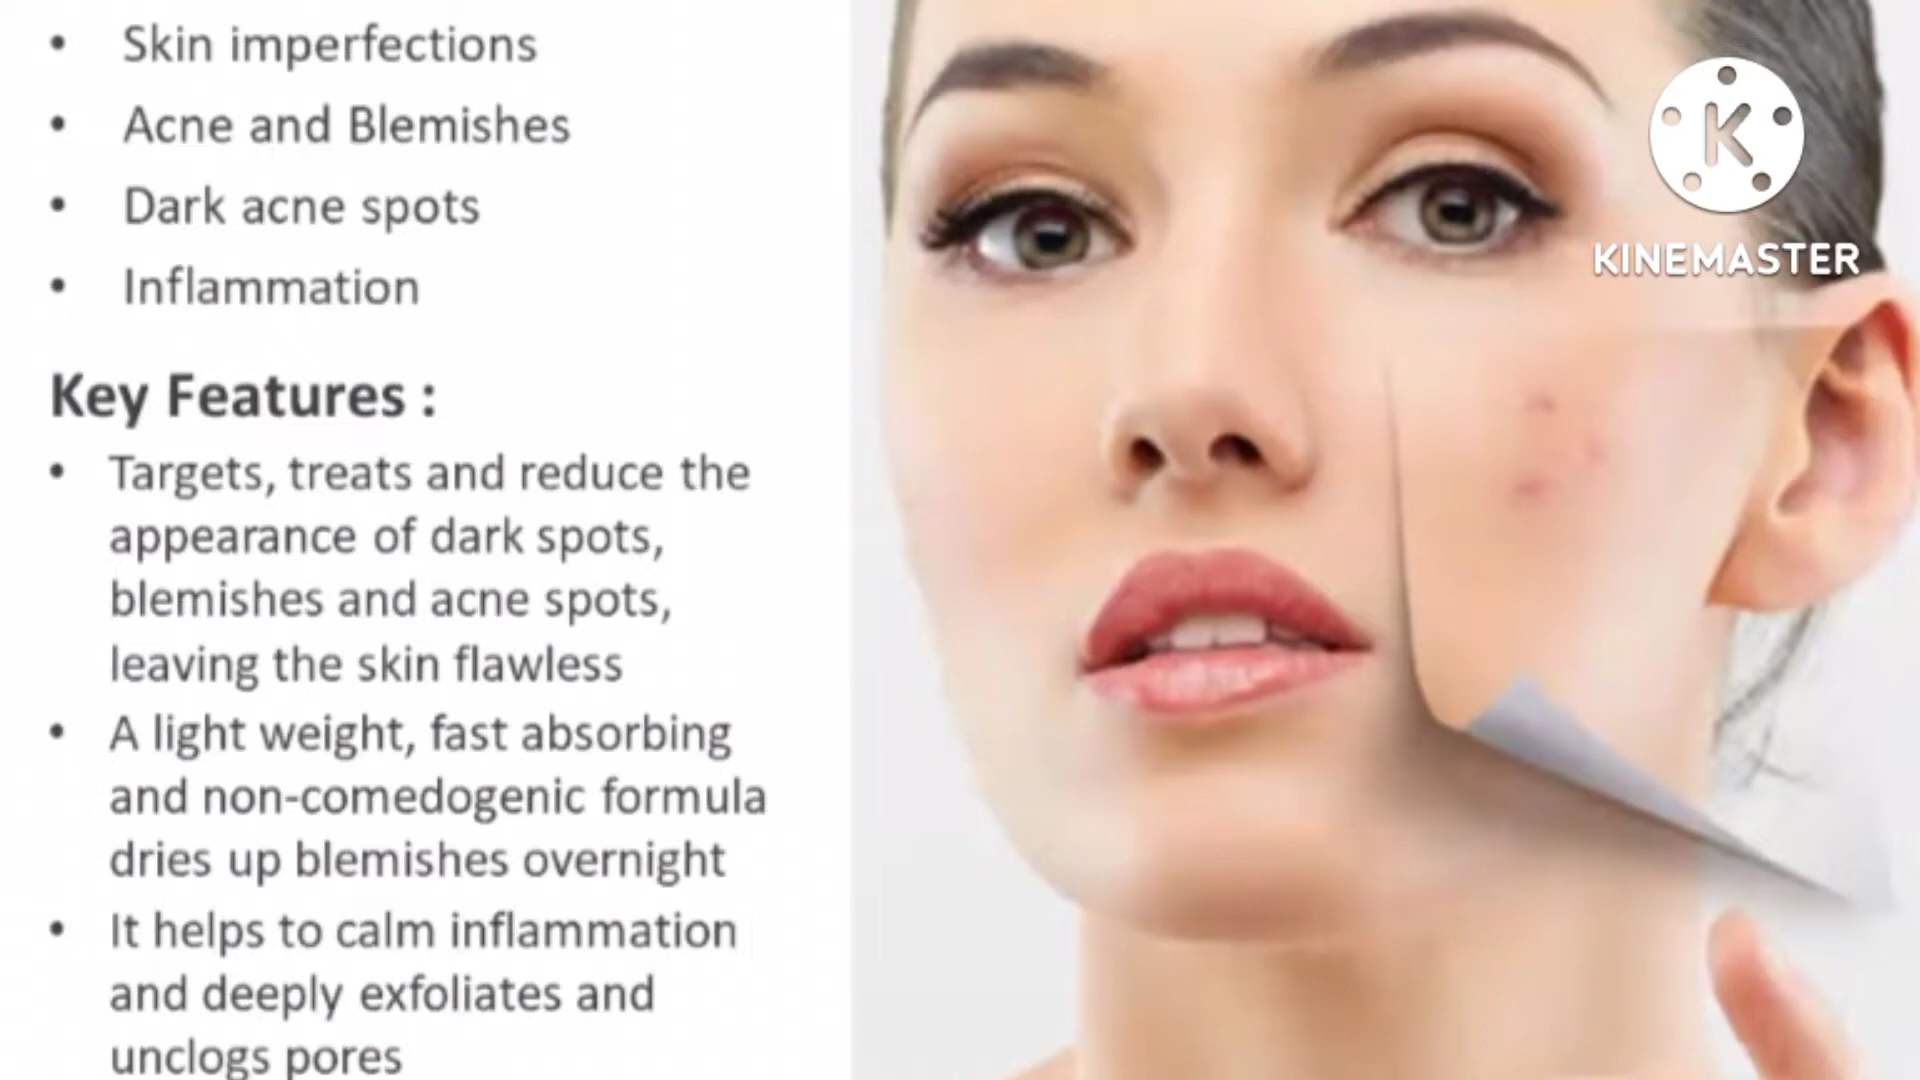 • Skin imperfections
• Acne and Blemishes
• Dark acne spots
• Inflammation
Key Features :
• Targets, treats and reduce the
appearance of dark spots,
blemishes and acne spots,
leaving the skin flawless
• A light weight, fast absorbing
and non-comedogenic formula
dries up blemishes overnight
• It helps to calm inflammation
and deeply exfoliates and
unclogs pores
K
KINEMASTER